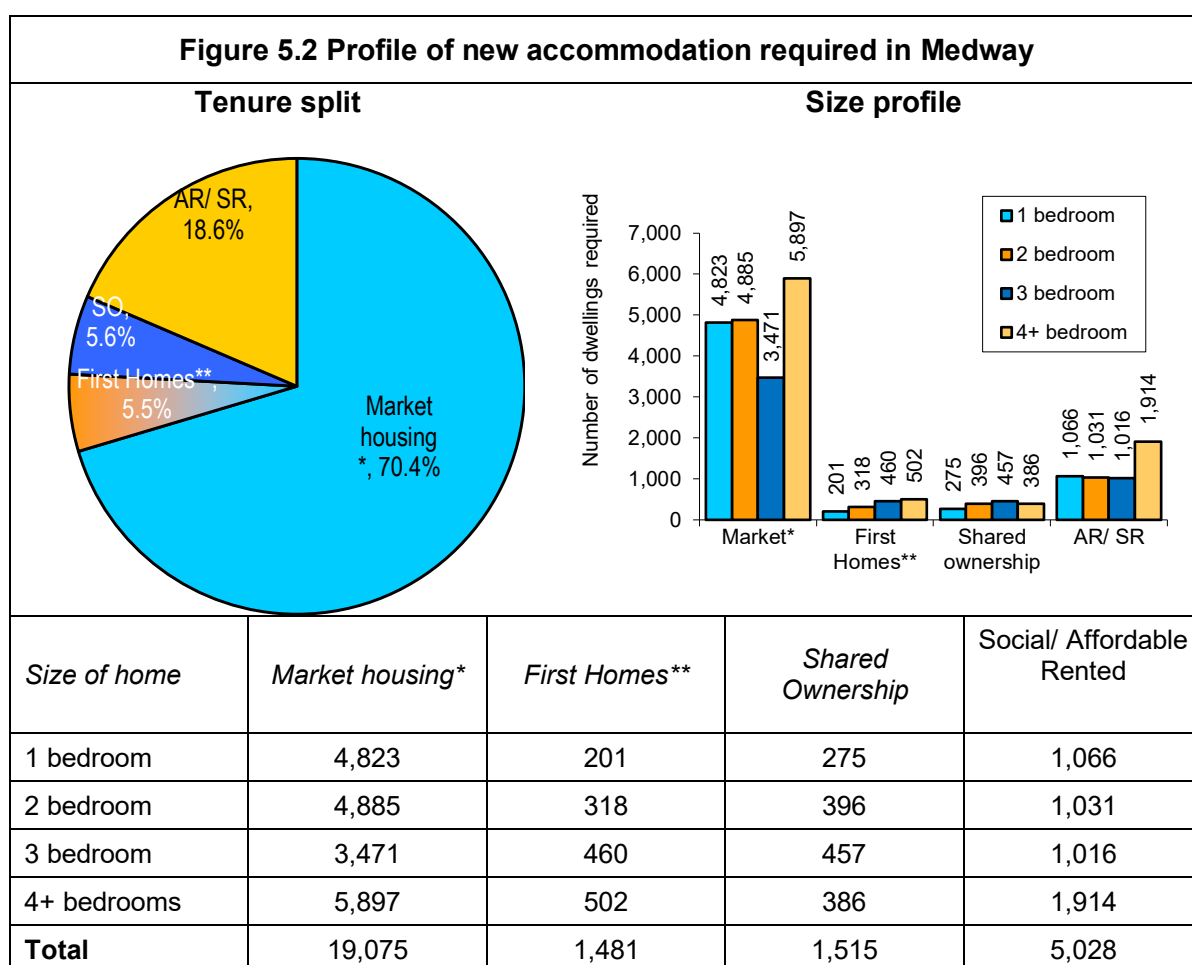 Figure 5.2 Profile of new accommodation required in Medway
Tenure split
AR/ SR,
18.6%
SO,
5.6%
First Homes**,
5.5%
Market
housing
*, 70.4%
Size profile
Number of dwellings required
7,000
6,000
5,000
4,000
3,000
2,000
1,000
0
4,823
4,885
3,471
5,897
201
318
460
502
275
396
457
386
1,066
1,031
1,016
1,914
Market*
First
Homes**
Shared
ownership
AR/ SR
1 bedroom
2 bedroom
3 bedroom
4+ bedroom
Size of home Market housing* First Homes** Shared
Ownership
Social/ Affordable
Rented
1 bedroom 4,823 201 275 1,066
2 bedroom 4,885 318 396 1,031
3 bedroom 3,471 460 457 1,016
4+ bedrooms 5,897 502 386 1,914
Total 19,075 1,481 1,515 5,028